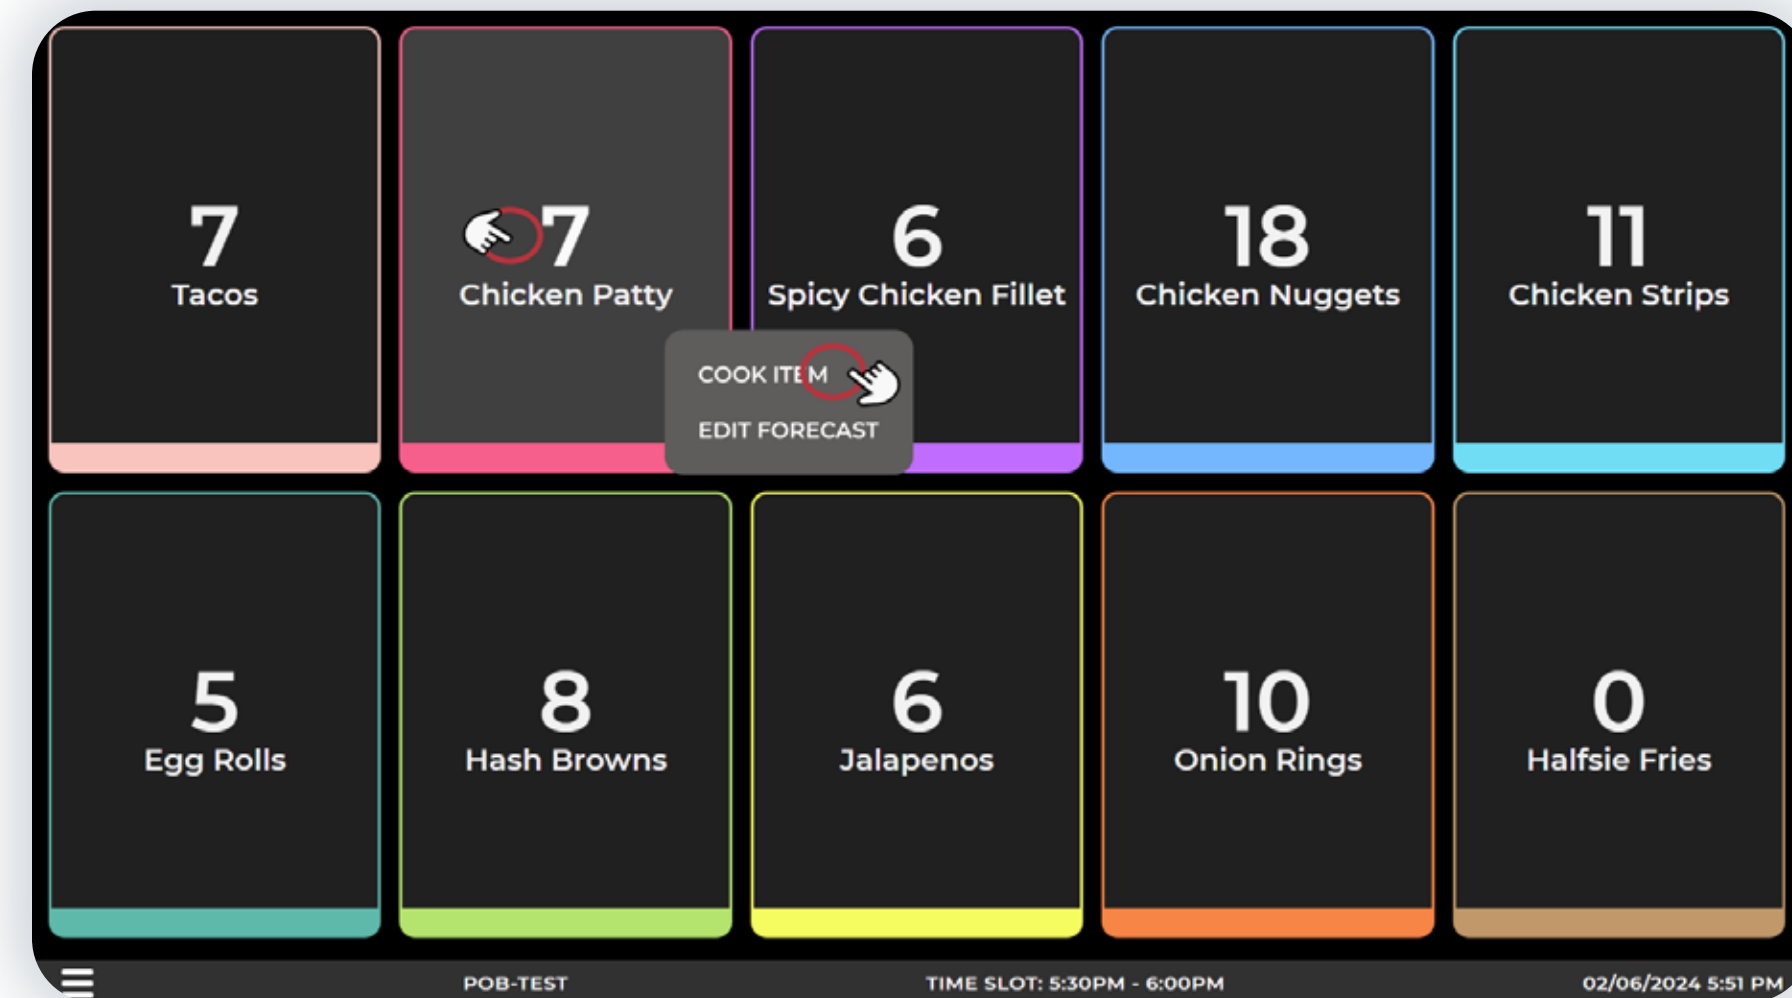 7
Tacos
7
Chicken Patty
6
Spicy Chicken Fillet
18
Chicken Nuggets
11
Chicken Strips
COOK ITEM
EDIT FORECAST
5
Egg Rolls
8
Hash Browns
6
Jalapenos
10
Onion Rings
0
Halfsie Fries
POB-TEST
TIME SLOT: 5:30PM - 6:00PM
02/06/2024 5:51 PM